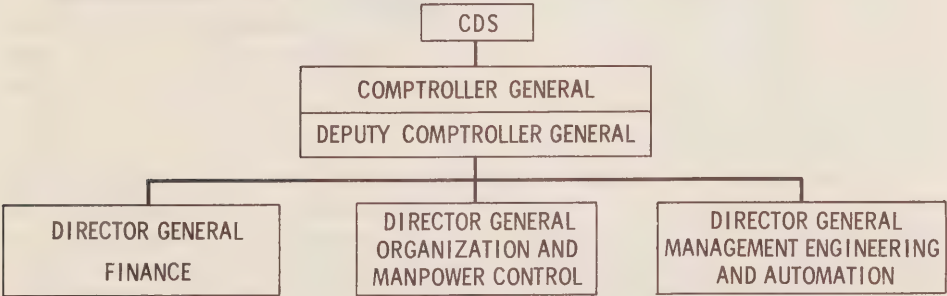 CDS
COMPTROLLER GENERAL
DEPUTY COMPTROLLER GENERAL
DIRECTOR GENERAL
FINANCE
DIRECTOR GENERAL
ORGANIZATION AND
MANPOWER CONTROL
DIRECTOR GENERAL
MANAGEMENT ENGINEERING
AND AUTOMATION